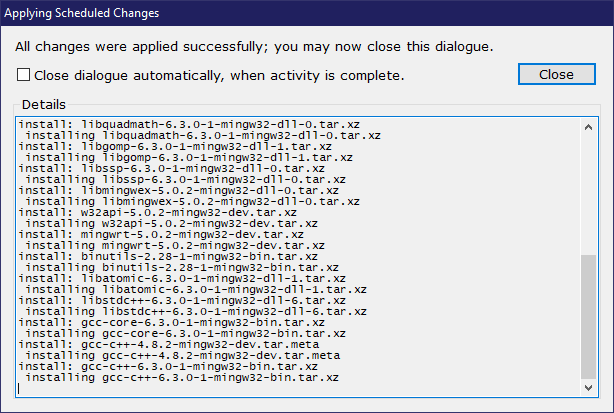 Applying Scheduled Changes
All changes were applied successfully; you may now close this dialogue.
Close dialogue automatically, when activity is complete.
Close
Details
install: libquadmath-6.3.0-1-mingw32-dll-0.tar.xz
installing libquadmath-6.3.0-1-mingw32-dll-0.tar.xz
install: libgomp-6.3.0-1-mingw32-dll-1.tar.xz
installing libgomp-6.3.0-1-mingw32-dll-1.tar.xz
install: libssp-6.3.0-1-mingw32-dll-0.tar.xz
installing libssp-6.3.0-1-mingw32-dll-0.tar.xz
install: libmingwex-5.0.2-mingw32-dll-0.tar.xz
installing libmingwex-5.0.2-mingw32-dll-0.tar.xz
install: w32api-5.0.2-mingw32-dev.tar.xz
installing w32api-5.0.2-mingw32-dev.tar.xz
install: mingwrt-5.0.2-mingw32-dev.tar.xz
installing mingwrt-5.0.2-mingw32-dev.tar.xz
install: binutils-2.28-1-mingw32-bin.tar.xz
installing binutils-2.28-1-mingw32-bin.tar.xz
install: libatomic-6.3.0-1-mingw32-dll-1.tar.xz
installing libatomic-6.3.0-1-mingw32-dll-1.tar.xz
install: libstdc++-6.3.0-1-mingw32-dll-6.tar.xz
installing libstdc++-6.3.0-1-mingw32-dll-6.tar.xz
install: gcc-core-6.3.0-1-mingw32-bin.tar.xz
installing gcc-core-6.3.0-1-mingw32-bin.tar.xz
install: gcc-c++-4.8.2-mingw32-dev.tar.meta
installing gcc-c++-4.8.2-mingw32-dev.tar.meta
install: gcc-c++-6.3.0-1-mingw32-bin.tar.xz
installing gcc-c++-6.3.0-1-mingw32-bin.tar.xz